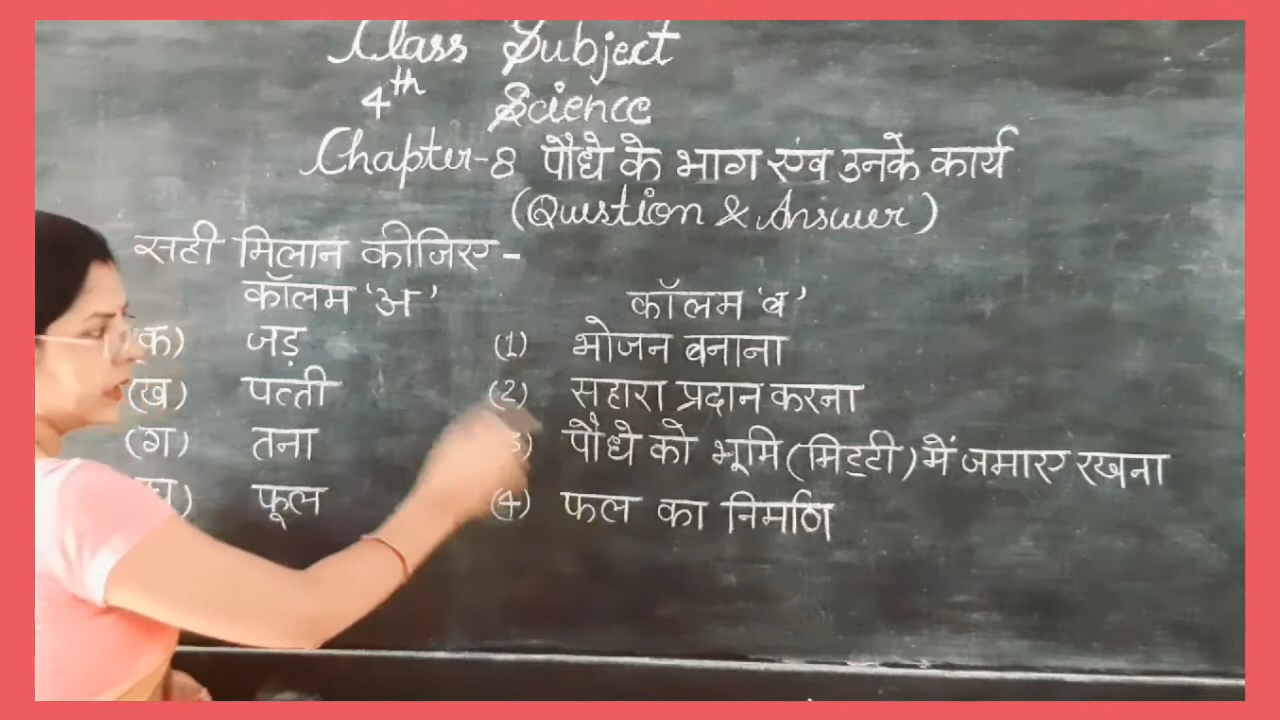 Class Subject
4th Science
Chapter-8 पौधे के भाग एंव उनके कार्य
(Question & Answer)
सही मिलान कीजिए -
कॉलम 'अ' कॉलम 'ब'
(क) जड़ (1) भोजन बनाना
(ख) पत्ती (2) सहारा प्रदान करना
(ग) तना 3) पौधे को भूमि (मिट्टी) में जमाए रखना
घ) फूल (4) फल का निर्माण